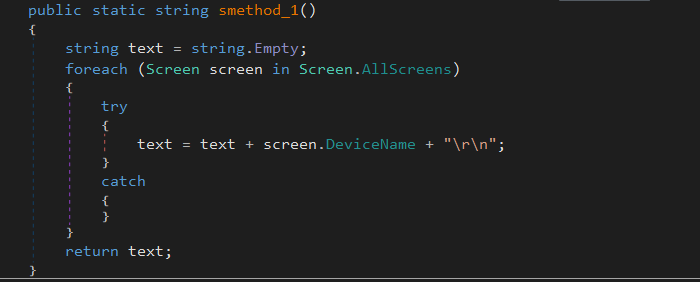 public static string smethod_1()
{
    string text = string.Empty;
    foreach (Screen screen in Screen.AllScreens)
    {
        try
        {
            text = text + screen.DeviceName + "\r\n";
        }
        catch
        {
        }
    }
    return text;
}